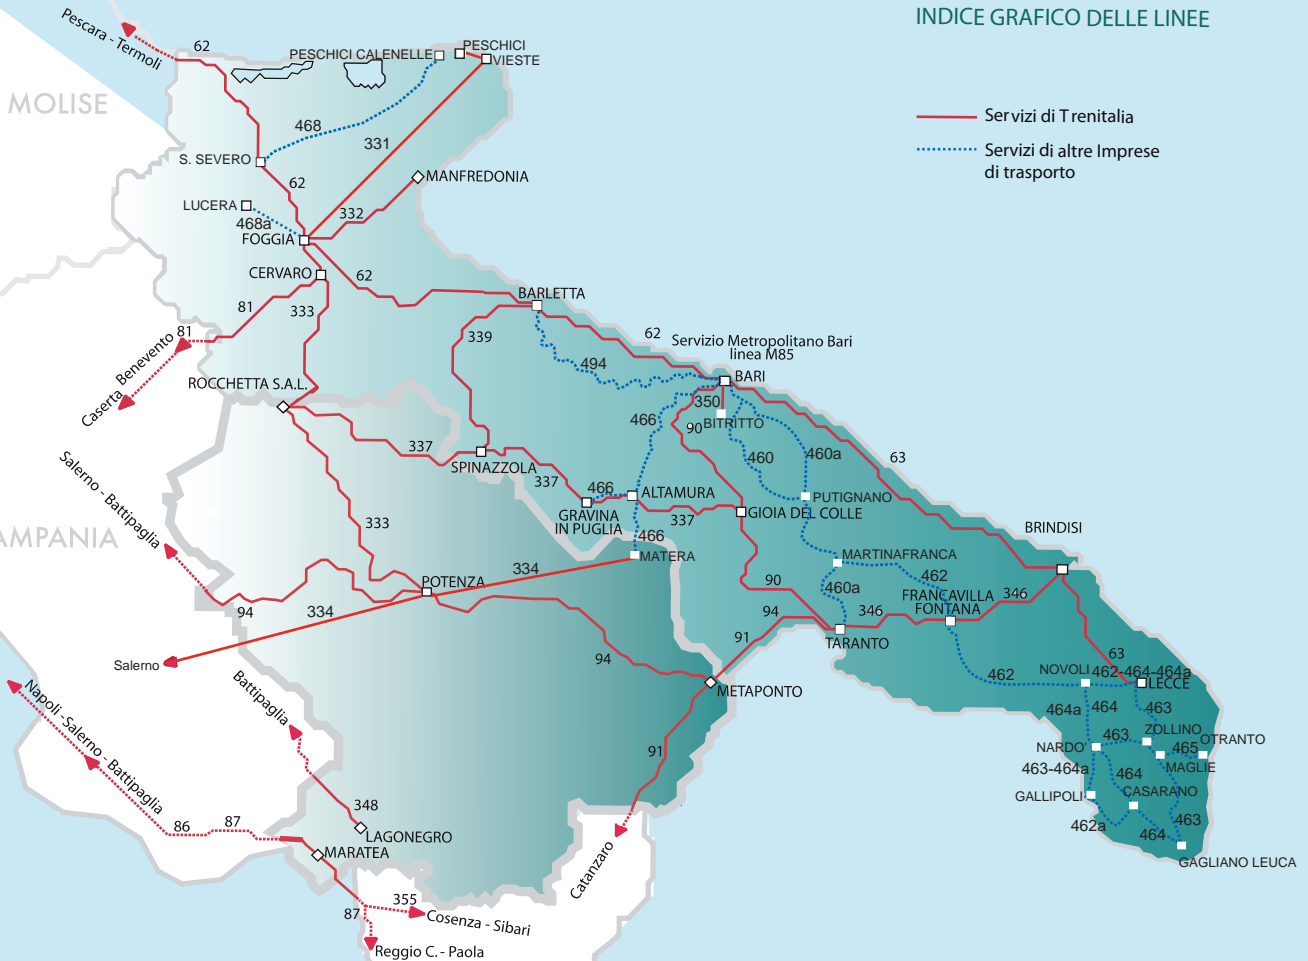 INDICE GRAFICO DELLE LINEE
Servizi di Trenitalia
Servizi di altre Imprese
di trasporto
Pescara - Termoli
62
MOLISE
PESCHICI CALENELLE
PESCHICI
VIESTE
468
331
S. SEVERO
62
MANFREDONIA
LUCERA
468a
332
FOGGIA
CERVARO
62
81
333
BARLETTA
81
Benevento
Caserta
339
62
Servizio Metropolitano Bari
linea M85
494
BARI
ROCCHETTA S.A.L.
350
466
90
BITRITTO
337
460
460a
63
SPINAZZOLA
337
466
ALTAMURA
PUTIGNANO
GRAVINA
IN PUGLIA
337
GIOIA DEL COLLE
Salerno - Battipaglia
AMPANIA
333
466
MATERA
BRINDISI
MARTINAFRANCA
334
POTENZA
90
460a
462
FRANCAVILLA
FONTANA
346
94
334
94
346
91
TARANTO
Salerno
94
63
METAPONTO
462
NOVOLI
462-464-464a
LECCE
Battipaglia
Napoli -Salerno - Battipaglia
464a
464
463
91
ZOLLINO
463
OTRANTO
NARDO'
465
MAGLIE
463-464a
464
GALLIPOLI
CASARANO
462a
463
464
GAGLIANO LEUCA
348
86
87
LAGONEGRO
MARATEA
Catanzaro
355
87
Cosenza - Sibari
Reggio C. - Paola